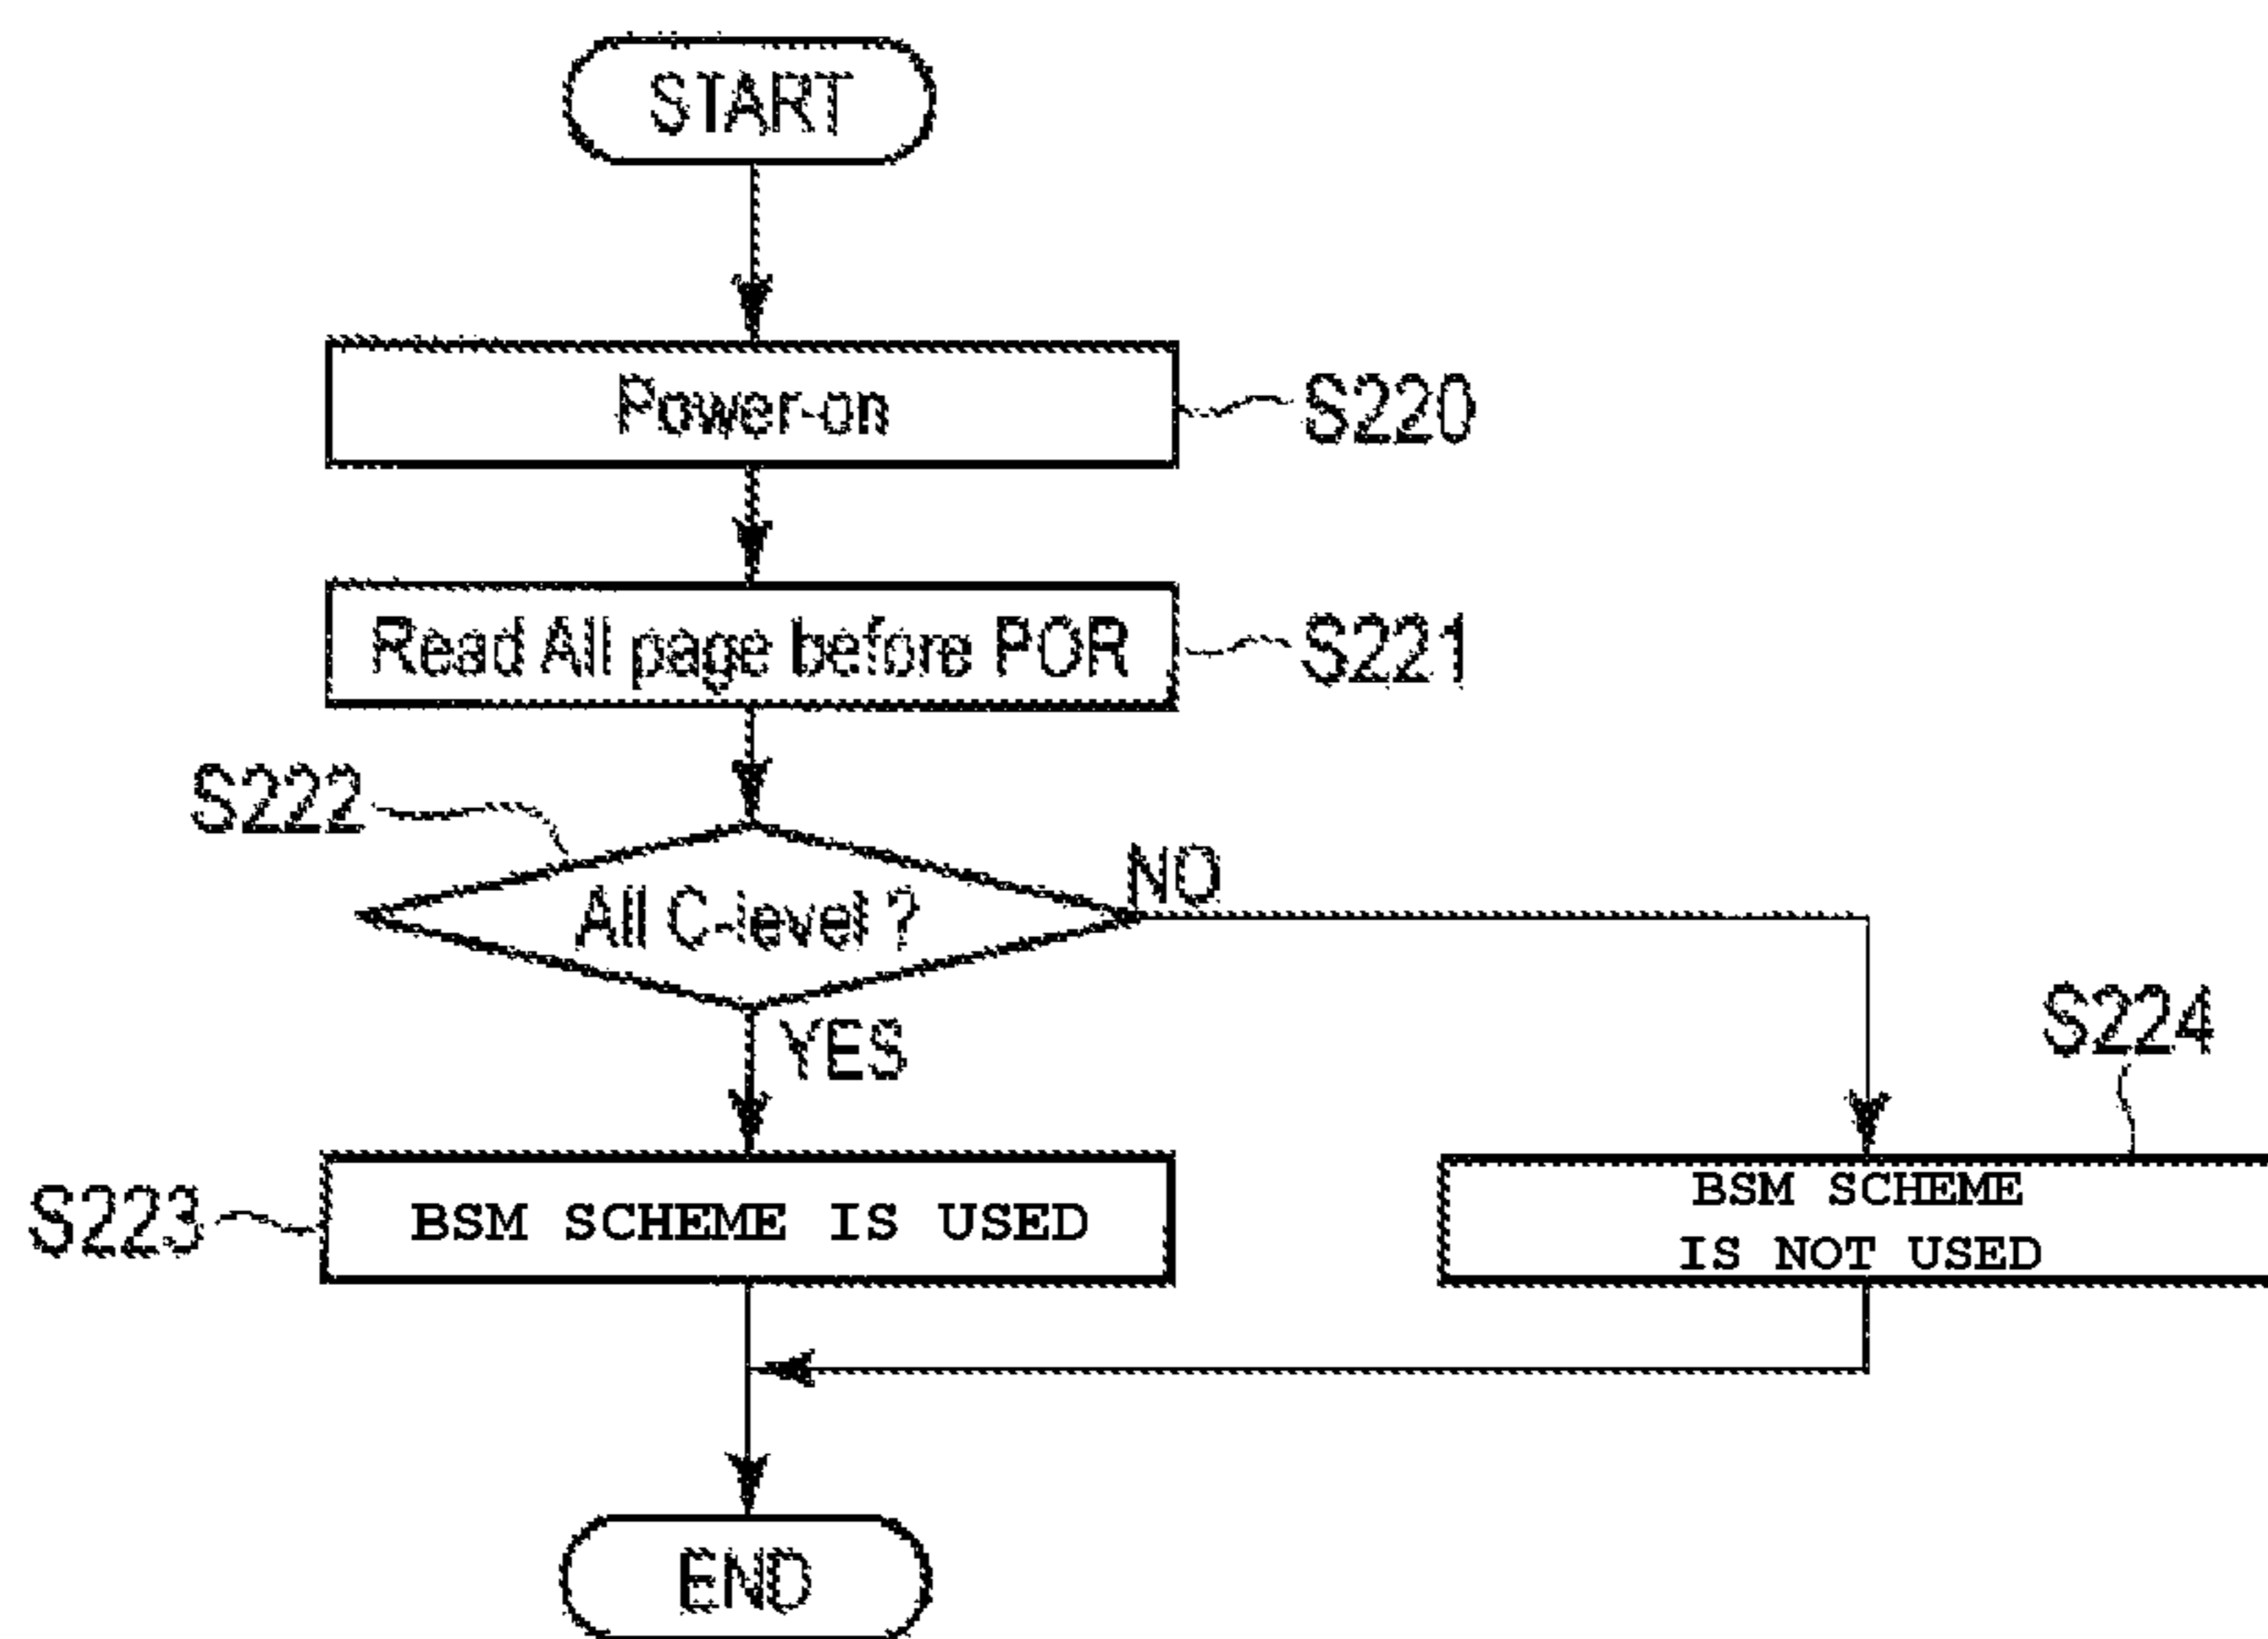 START
Power-on
S220
Read All page before POR
S221
S222
All C-level ?
NO
YES
S224
S223
BSM SCHEME IS USED
BSM SCHEME
IS NOT USED
END